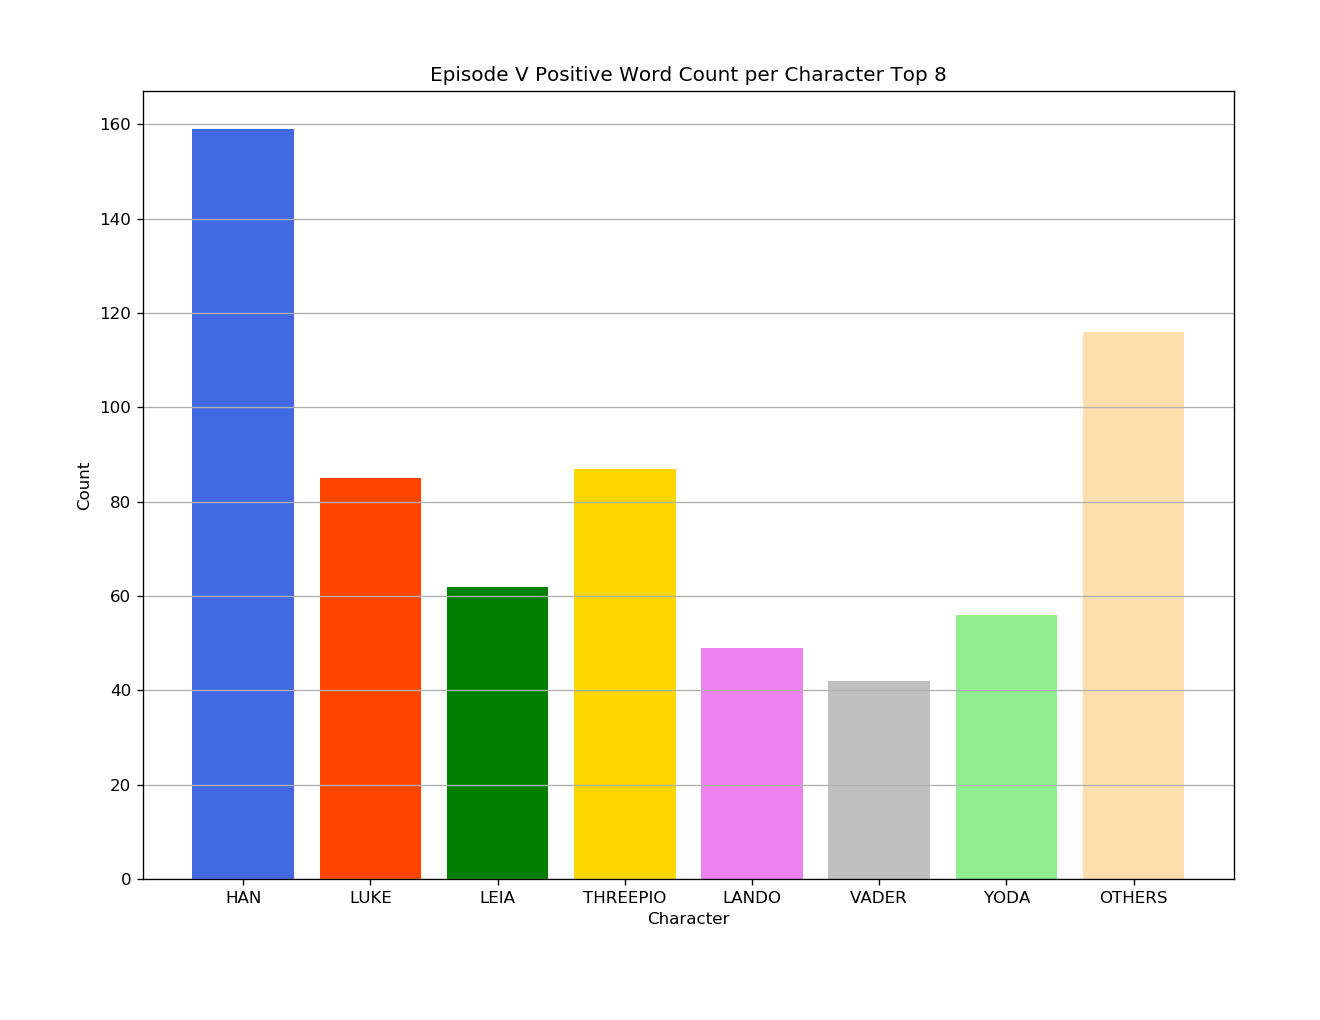 Episode V Positive Word Count per Character Top 8
160
140
120
100
80
60
40
20
0
Count
HAN LUKE LEIA THREEPIO LANDO VADER YODA OTHERS
Character